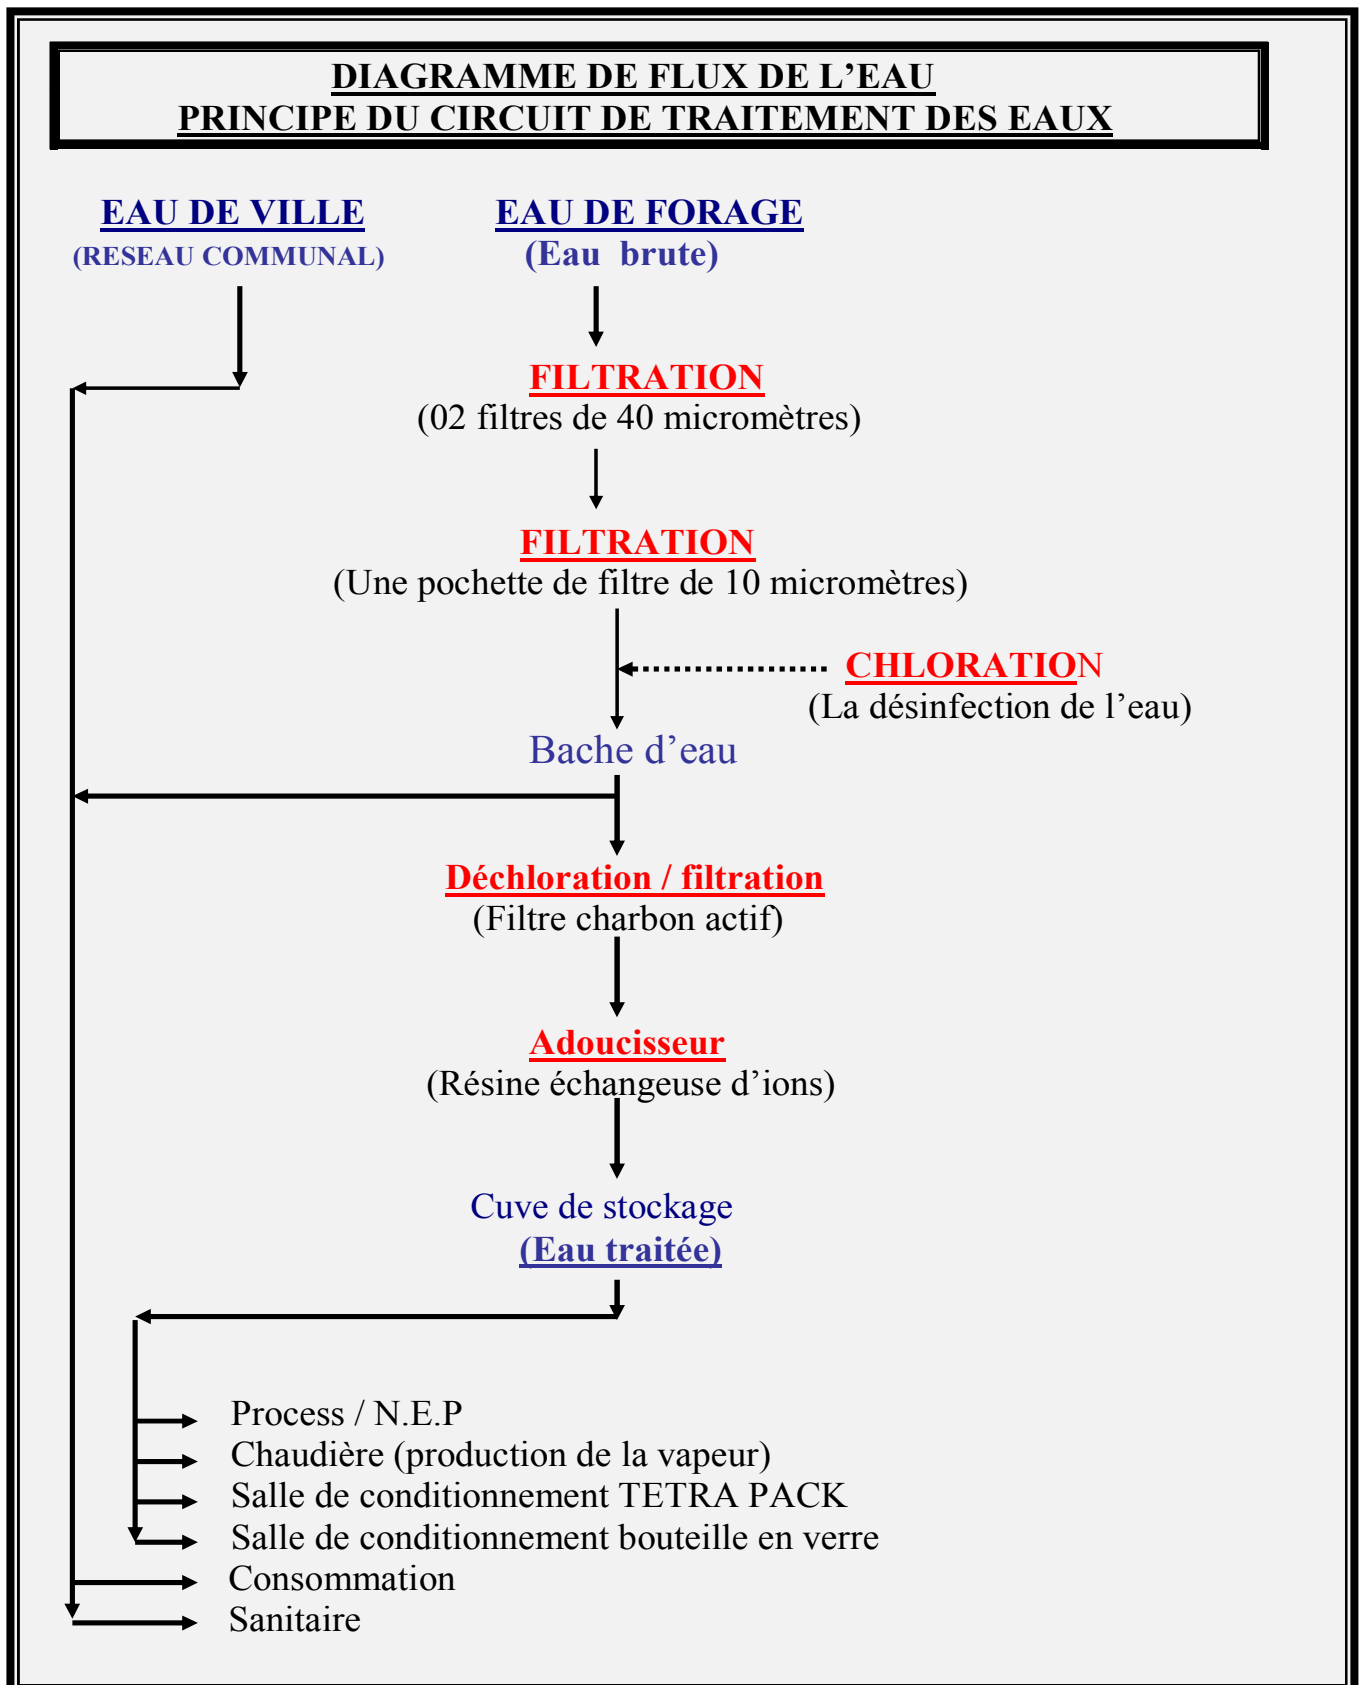 DIAGRAMME DE FLUX DE L’EAU
PRINCIPE DU CIRCUIT DE TRAITEMENT DES EAUX
EAU DE VILLE
(RESEAU COMMUNAL)
EAU DE FORAGE
(Eau brute)
FILTRATION
(02 filtres de 40 micromètres)
FILTRATION
(Une pochette de filtre de 10 micromètres)
CHLORATION
(La désinfection de l’eau)
Bache d’eau
Déchloration / filtration
(Filtre charbon actif)
Adoucisseur
(Résine échangeuse d’ions)
Cuve de stockage
(Eau traitée)
Process / N.E.P
Chaudière (production de la vapeur)
Salle de conditionnement TETRA PACK
Salle de conditionnement bouteille en verre
Consommation
Sanitaire